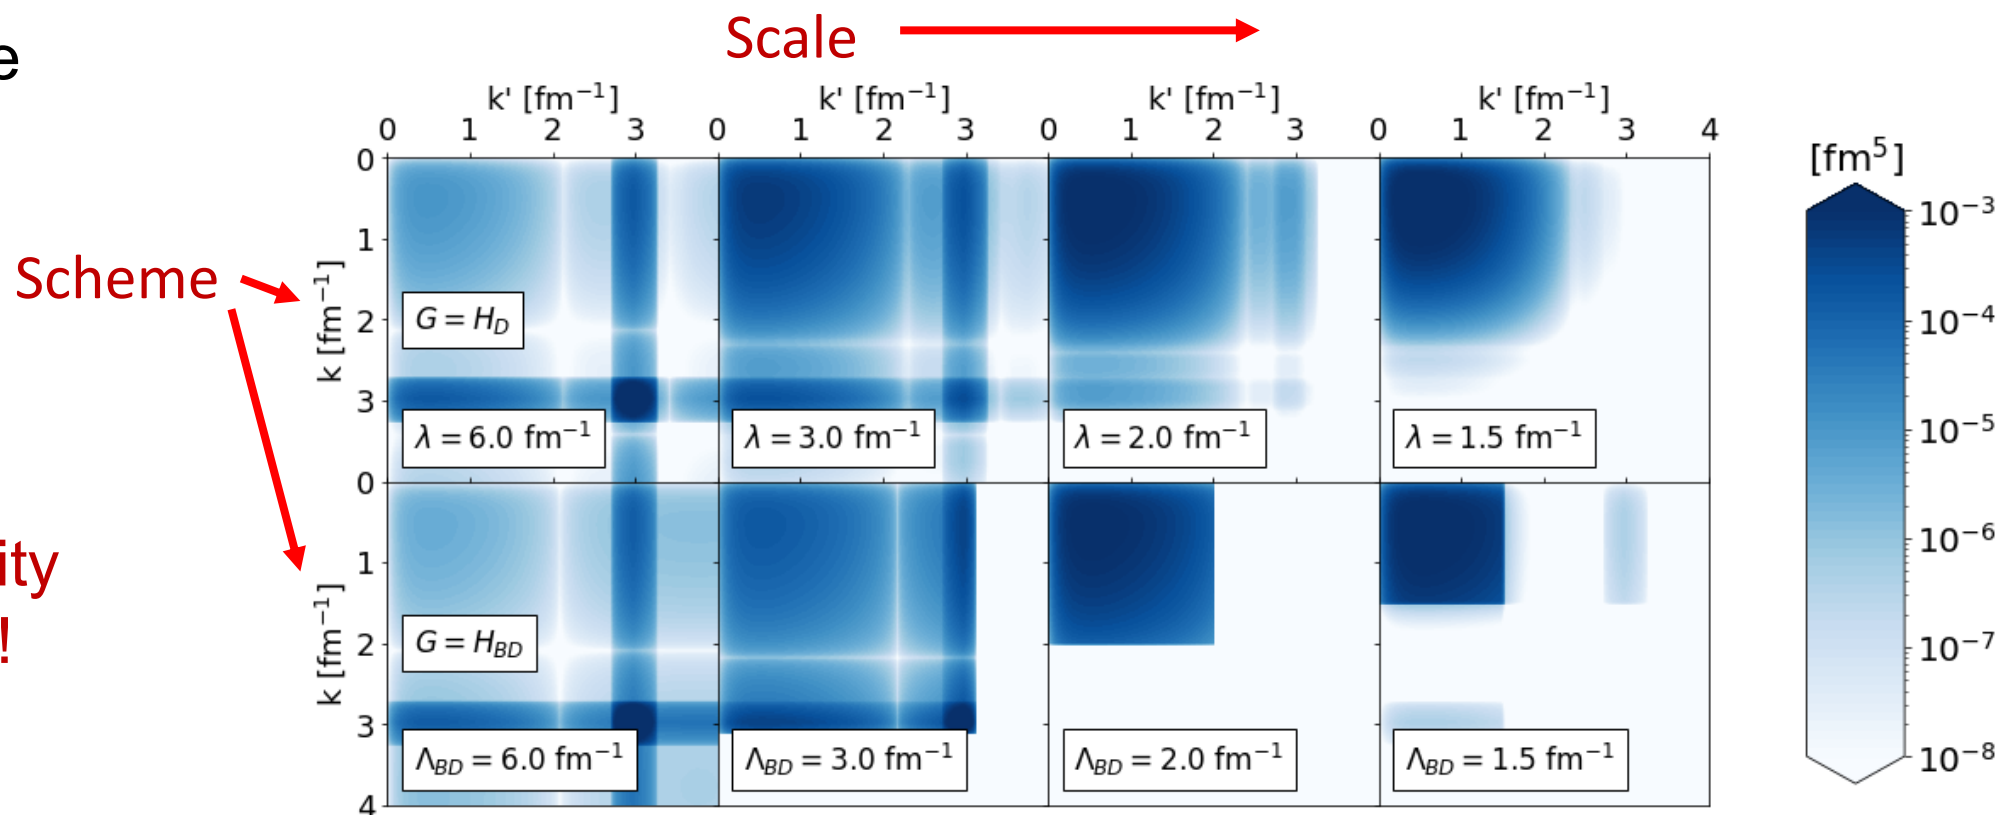 Scale
e
k' [fm⁻¹] k' [fm⁻¹] k' [fm⁻¹] k' [fm⁻¹]
0 1 2 3 0 1 2 3 0 1 2 3 0 1 2 3 4
[fm⁵]
0
10⁻³
1
Scheme
k [fm⁻¹]
G = H_D
2
10⁻⁴
3
λ = 6.0 fm⁻¹ λ = 3.0 fm⁻¹ λ = 2.0 fm⁻¹ λ = 1.5 fm⁻¹
10⁻⁵
0
10⁻⁶
1
ity
k [fm⁻¹]
G = H_BD
2
!
10⁻⁷
3
Λ_BD = 6.0 fm⁻¹ Λ_BD = 3.0 fm⁻¹ Λ_BD = 2.0 fm⁻¹ Λ_BD = 1.5 fm⁻¹
10⁻⁸
4